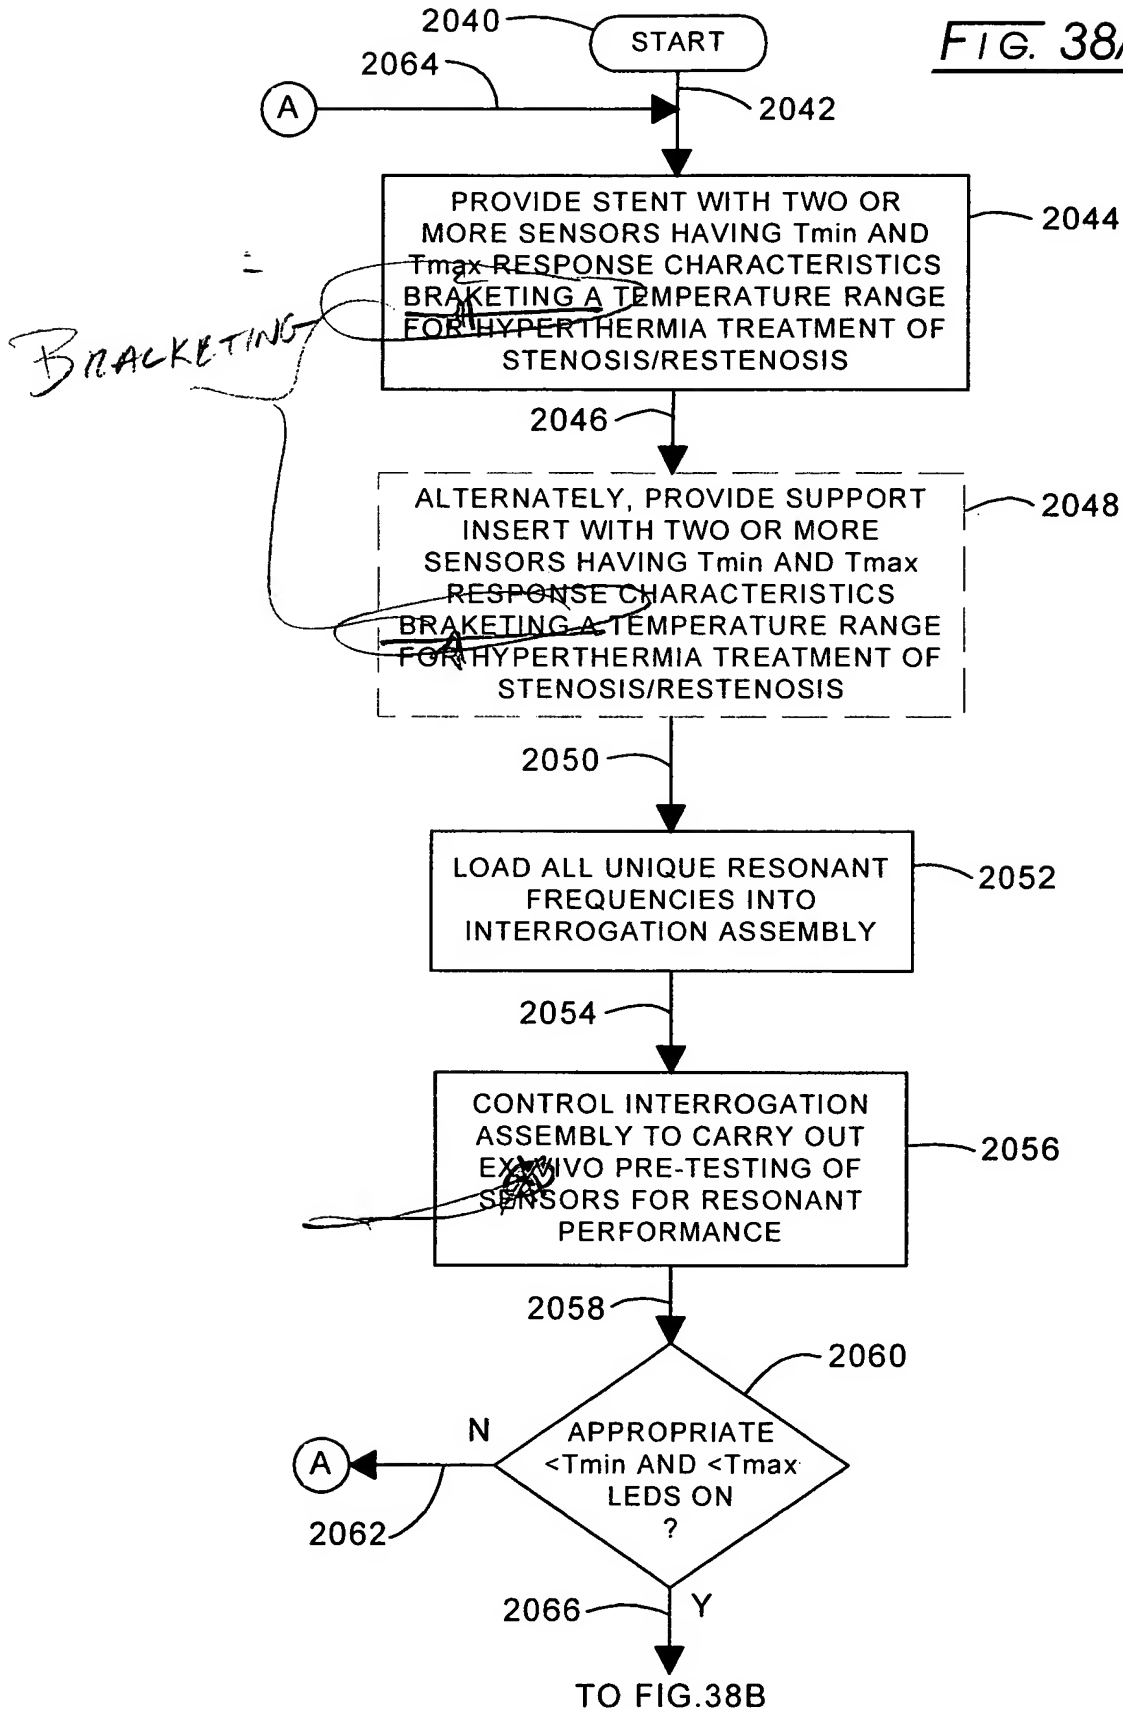 2040
START
FIG. 38A
2064
A
2042
PROVIDE STENT WITH TWO OR
MORE SENSORS HAVING Tmin AND
Tmax RESPONSE CHARACTERISTICS
BRAKETING A TEMPERATURE RANGE
FOR HYPERTHERMIA TREATMENT OF
STENOSIS/RESTENOSIS
2044
BRACKETING
2046
ALTERNATELY, PROVIDE SUPPORT
INSERT WITH TWO OR MORE
SENSORS HAVING Tmin AND Tmax
RESPONSE CHARACTERISTICS
BRAKETING A TEMPERATURE RANGE
FOR HYPERTHERMIA TREATMENT OF
STENOSIS/RESTENOSIS
2048
2050
LOAD ALL UNIQUE RESONANT
FREQUENCIES INTO
INTERROGATION ASSEMBLY
2052
2054
CONTROL INTERROGATION
ASSEMBLY TO CARRY OUT
EX VIVO PRE-TESTING OF
SENSORS FOR RESONANT
PERFORMANCE
2056
2058
2060
N
APPROPRIATE
<Tmin AND <Tmax
LEDS ON
?
A
2062
2066
Y
TO FIG.38B